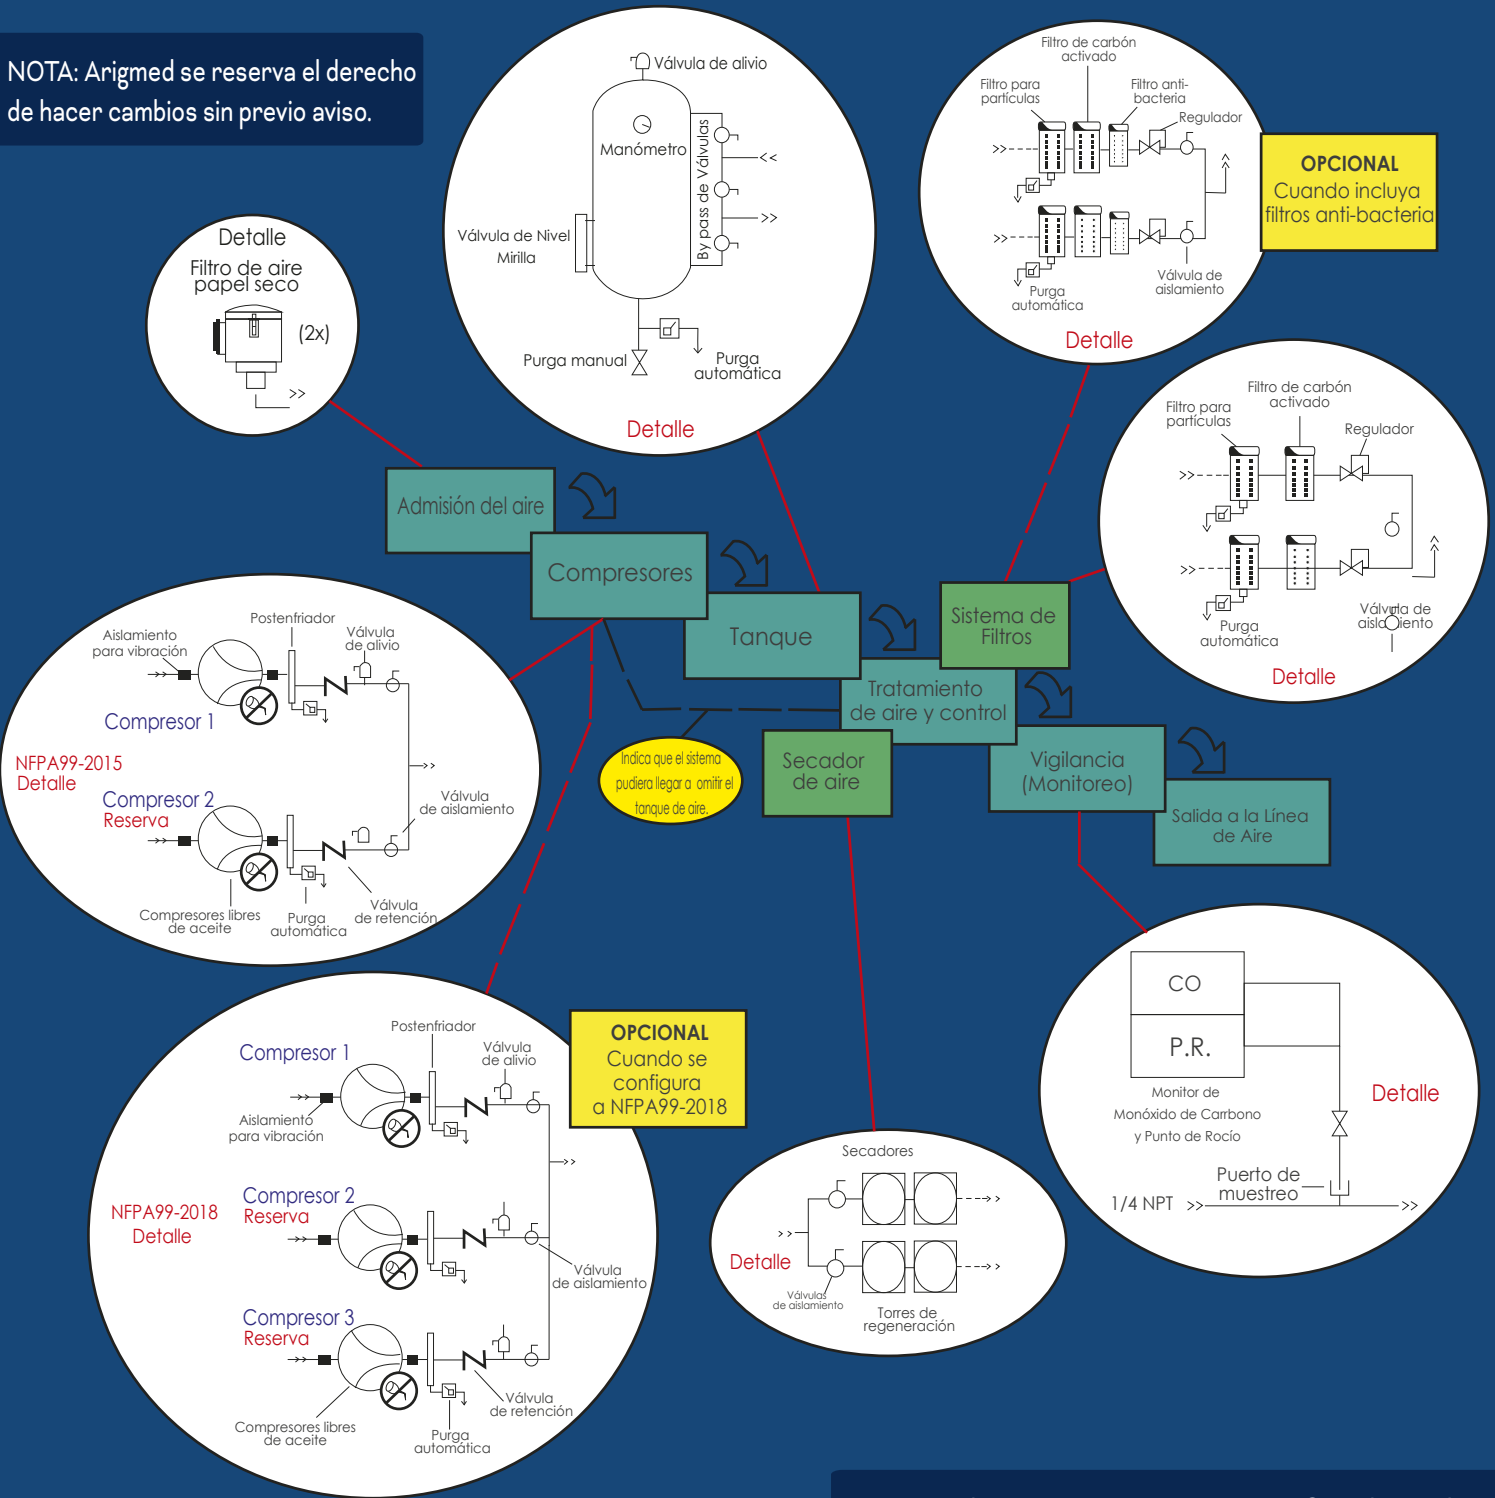 NOTA: Arigmed se reserva el derecho
de hacer cambios sin previo aviso.
Detalle
Filtro de aire
papel seco
(2x)
>>
Válvula de alivio
Manómetro
By pass de Válvulas
<<
>>
Válvula de Nivel
Mirilla
Purga manual
Purga
automática
Detalle
Filtro de carbón
activado
Filtro para
partículas
Filtro anti-
bacteria
Regulador
Purga
automática
Válvula de
aislamiento
Detalle
OPCIONAL
Cuando incluya
filtros anti-bacteria
Filtro de carbón
activado
Filtro para
partículas
Regulador
Purga
automática
Válvula de
aislamiento
Detalle
Admisión del aire
Compresores
Tanque
Sistema de
Filtros
Tratamiento
de aire y control
Secador
de aire
Vigilancia
(Monitoreo)
Salida a la Línea
de Aire
Indica que el sistema
pudiera llegar a omitir el
tanque de aire.
Postenfriador
Aislamiento
para vibración
Válvula
de alivio
Compresor 1
NFPA99-2015
Detalle
Compresor 2
Reserva
Válvula
de aislamiento
Compresores libres
de aceite
Purga
automática
Válvula
de retención
OPCIONAL
Cuando se
configura
a NFPA99-2018
Postenfriador
Compresor 1
Válvula
de alivio
Aislamiento
para vibración
NFPA99-2018
Detalle
Compresor 2
Reserva
Válvula
de aislamiento
Compresor 3
Reserva
Válvula
de retención
Compresores libres
de aceite
Purga
automática
Secadores
Detalle
Válvulas
de aislamiento
Torres de
regeneración
CO
P.R.
Monitor de
Monóxido de Carrbono
y Punto de Rocío
Detalle
Puerto de
muestreo
1/4 NPT